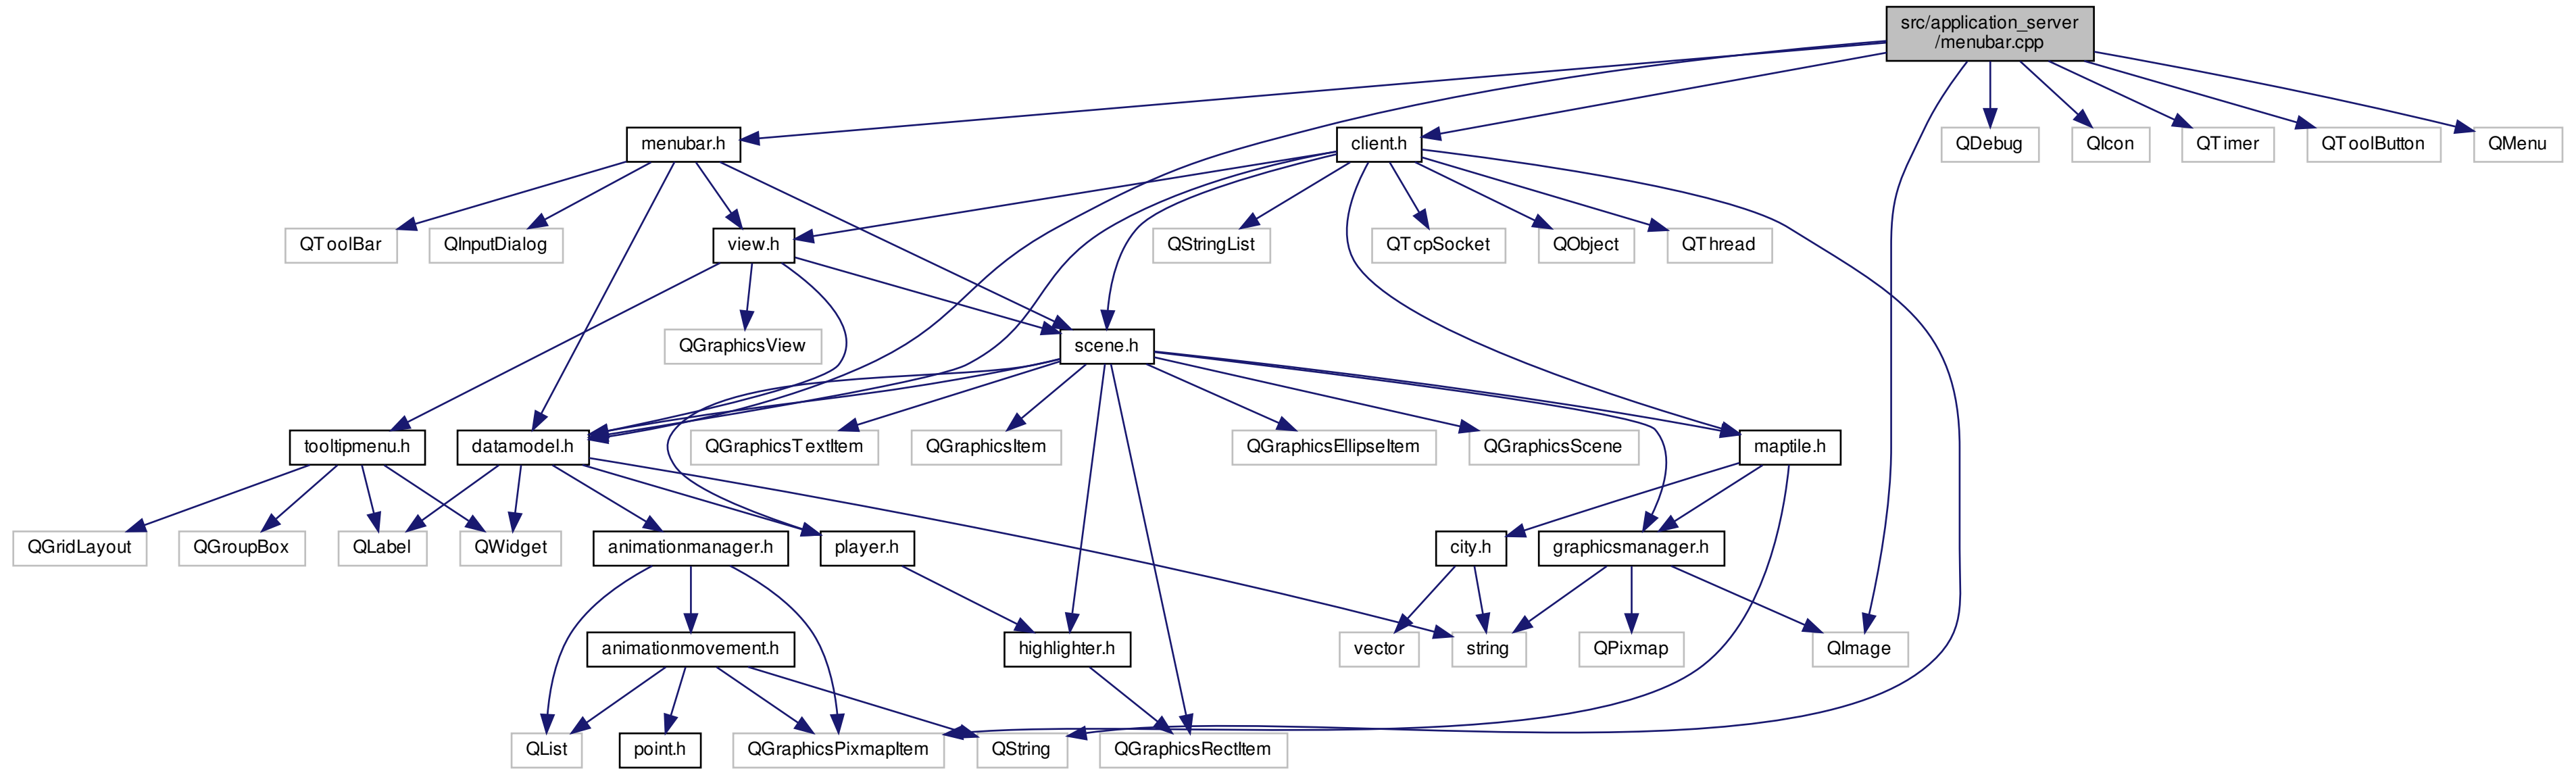 src/application_server
/menubar.cpp
menubar.h
client.h
QDebug
QIcon
QTimer
QToolButton
QMenu
QToolBar
QInputDialog
view.h
QStringList
QTcpSocket
QObject
QThread
QGraphicsView
scene.h
tooltipmenu.h
datamodel.h
QGraphicsTextItem
QGraphicsItem
QGraphicsEllipseItem
QGraphicsScene
maptile.h
QGridLayout
QGroupBox
QLabel
QWidget
animationmanager.h
player.h
city.h
graphicsmanager.h
animationmovement.h
highlighter.h
vector
string
QPixmap
QImage
QList
point.h
QGraphicsPixmapItem
QString
QGraphicsRectItem